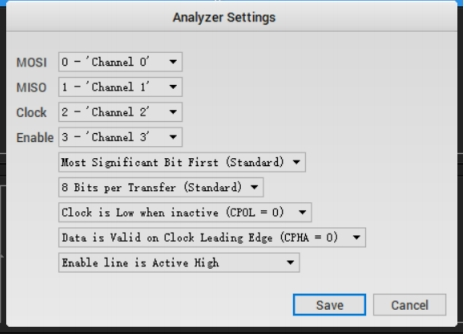 Analyzer Settings
MOSI 0 - 'Channel 0'
MISO 1 - 'Channel 1'
Clock 2 - 'Channel 2'
Enable 3 - 'Channel 3'
Most Significant Bit First (Standard)
8 Bits per Transfer (Standard)
Clock is Low when inactive (CPOL = 0)
Data is Valid on Clock Leading Edge (CPHA = 0)
Enable line is Active High
Save Cancel